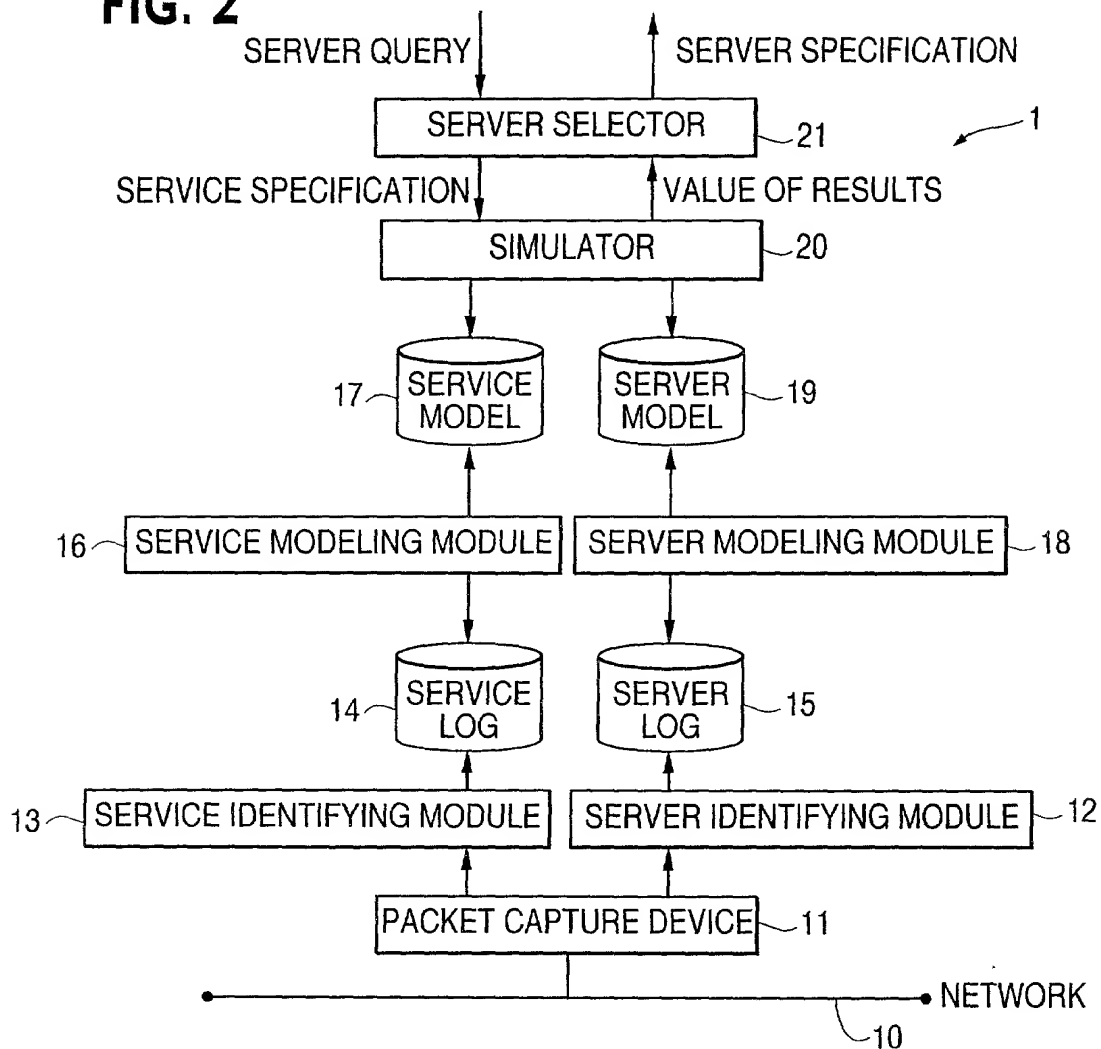 FIG. 2
SERVER QUERY
SERVER SPECIFICATION
SERVER SELECTOR
21
1
SERVICE SPECIFICATION
VALUE OF RESULTS
SIMULATOR
20
17
SERVICE
MODEL
SERVER
MODEL
19
16
SERVICE MODELING MODULE
SERVER MODELING MODULE
18
14
SERVICE
LOG
SERVER
LOG
15
13
SERVICE IDENTIFYING MODULE
SERVER IDENTIFYING MODULE
12
PACKET CAPTURE DEVICE
11
NETWORK
10